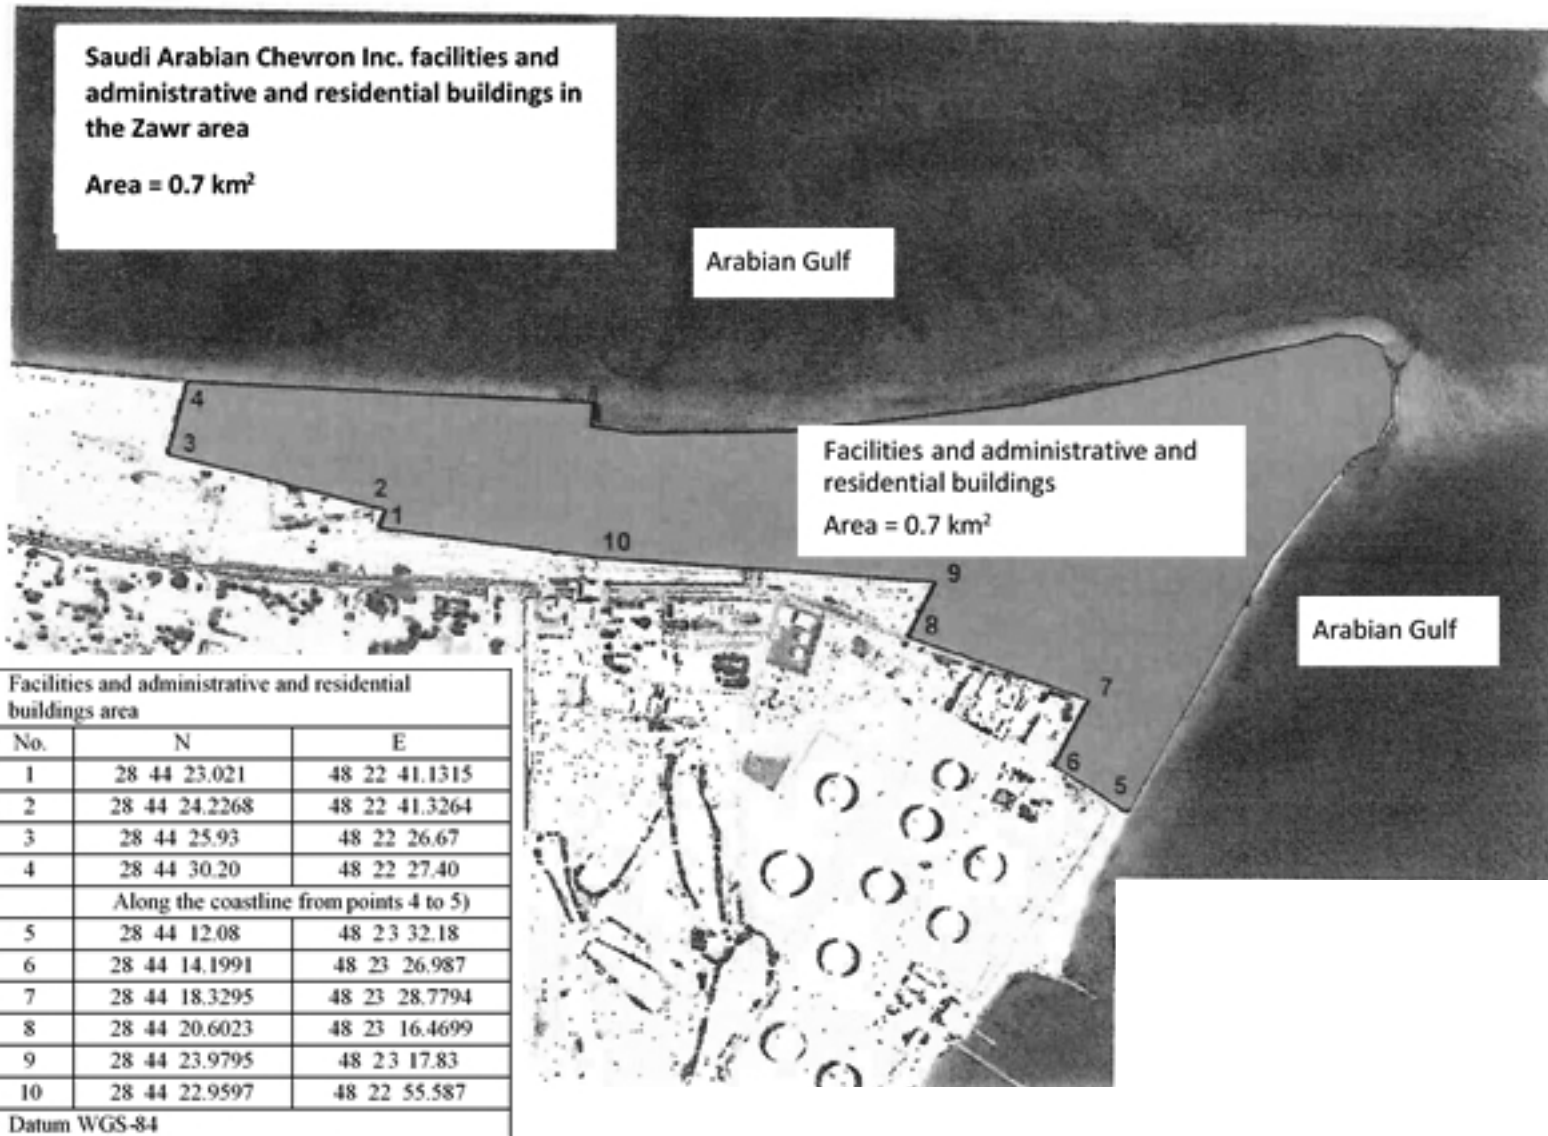 Saudi Arabian Chevron Inc. facilities and
administrative and residential buildings in
the Zawr area
Area = 0.7 km²
Arabian Gulf
4
3
2
1
10
Facilities and administrative and
residential buildings
Area = 0.7 km²
9
8
Arabian Gulf
7
6
5
Facilities and administrative and residential
buildings area
No. N E
1 28 44 23.021 48 22 41.1315
2 28 44 24.2268 48 22 41.3264
3 28 44 25.93 48 22 26.67
4 28 44 30.20 48 22 27.40
Along the coastline from points 4 to 5)
5 28 44 12.08 48 23 32.18
6 28 44 14.1991 48 23 26.987
7 28 44 18.3295 48 23 28.7794
8 28 44 20.6023 48 23 16.4699
9 28 44 23.9795 48 23 17.83
10 28 44 22.9597 48 22 55.587
Datum WGS-84